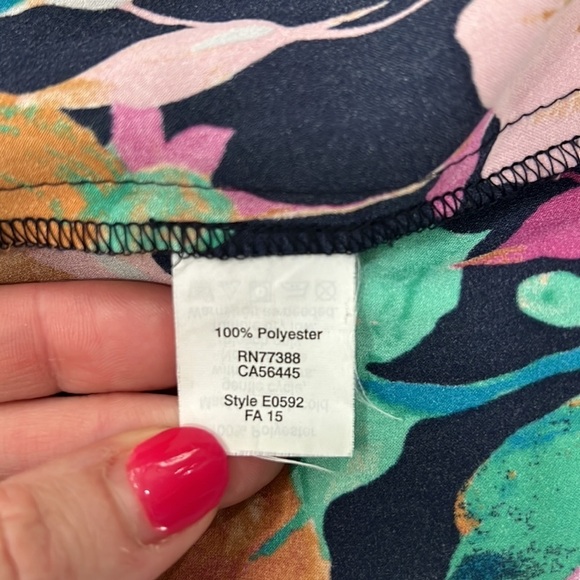 100% Polyester
RN77388
CA56445
Style E0592
FA 15